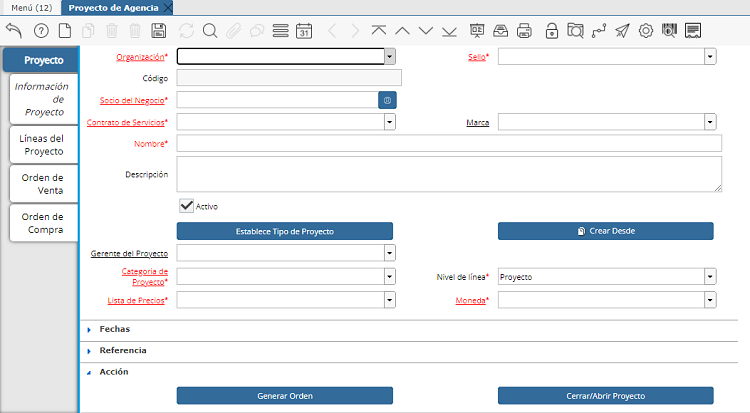 Menú (12) Proyecto de Agencia
31
Proyecto
Información
de
Proyecto
Líneas del
Proyecto
Orden de
Venta
Orden de
Compra
Organización* Sello*
Código
Socio del Negocio*
Contrato de Servicios* Marca
Nombre*
Descripción
Activo
Establece Tipo de Proyecto Crear Desde
Gerente del Proyecto
Categoria de
Proyecto* Nivel de línea* Proyecto
Lista de Precios* Moneda*
Fechas
Referencia
Acción
Generar Orden Cerrar/Abrir Proyecto